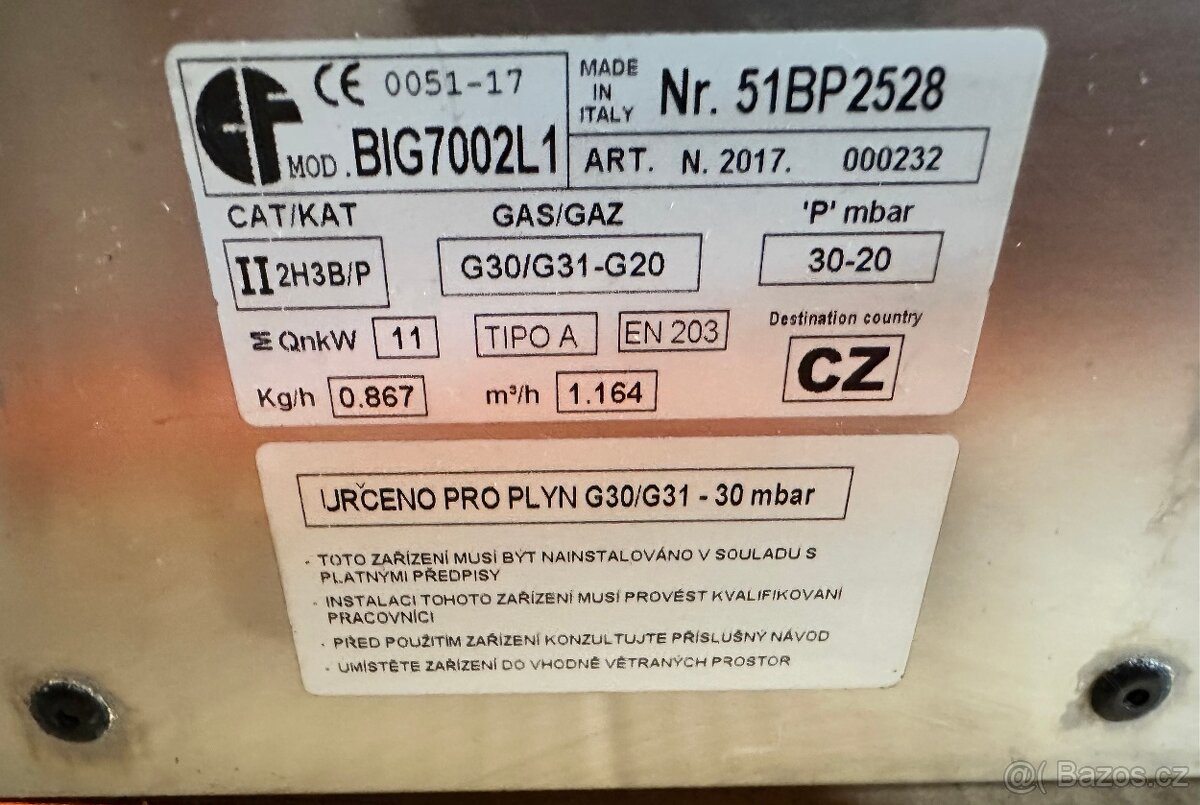 CE 0051-17
MOD. BIG7002L1
MADE
IN
ITALY
Nr. 51BP2528
ART. N. 2017. 000232
CAT/KAT GAS/GAZ 'P' mbar
II 2H3B/P G30/G31-G20 30-20
Σ QnkW 11 TIPO A EN 203
Destination country
CZ
Kg/h 0.867 m³/h 1.164
URČENO PRO PLYN G30/G31 - 30 mbar
- TOTO ZAŘÍZENÍ MUSÍ BÝT NAINSTALOVÁNO V SOULADU S
PLATNÝMI PŘEDPISY
- INSTALACI TOHOTO ZAŘÍZENÍ MUSÍ PROVÉST KVALIFIKOVANÍ
PRACOVNÍCI
- PŘED POUŽITÍM ZAŘÍZENÍ KONZULTUJTE PŘÍSLUŠNÝ NÁVOD
- UMÍSTĚTE ZAŘÍZENÍ DO VHODNĚ VĚTRANÝCH PROSTOR
@( Bazos.cz